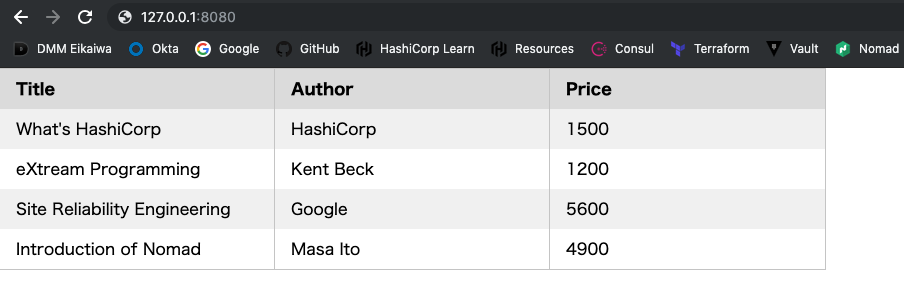 127.0.0.1:8080
DMM Eikaiwa Okta Google GitHub HashiCorp Learn Resources Consul Terraform Vault Nomad
Title Author Price
What's HashiCorp HashiCorp 1500
eXtream Programming Kent Beck 1200
Site Reliability Engineering Google 5600
Introduction of Nomad Masa Ito 4900